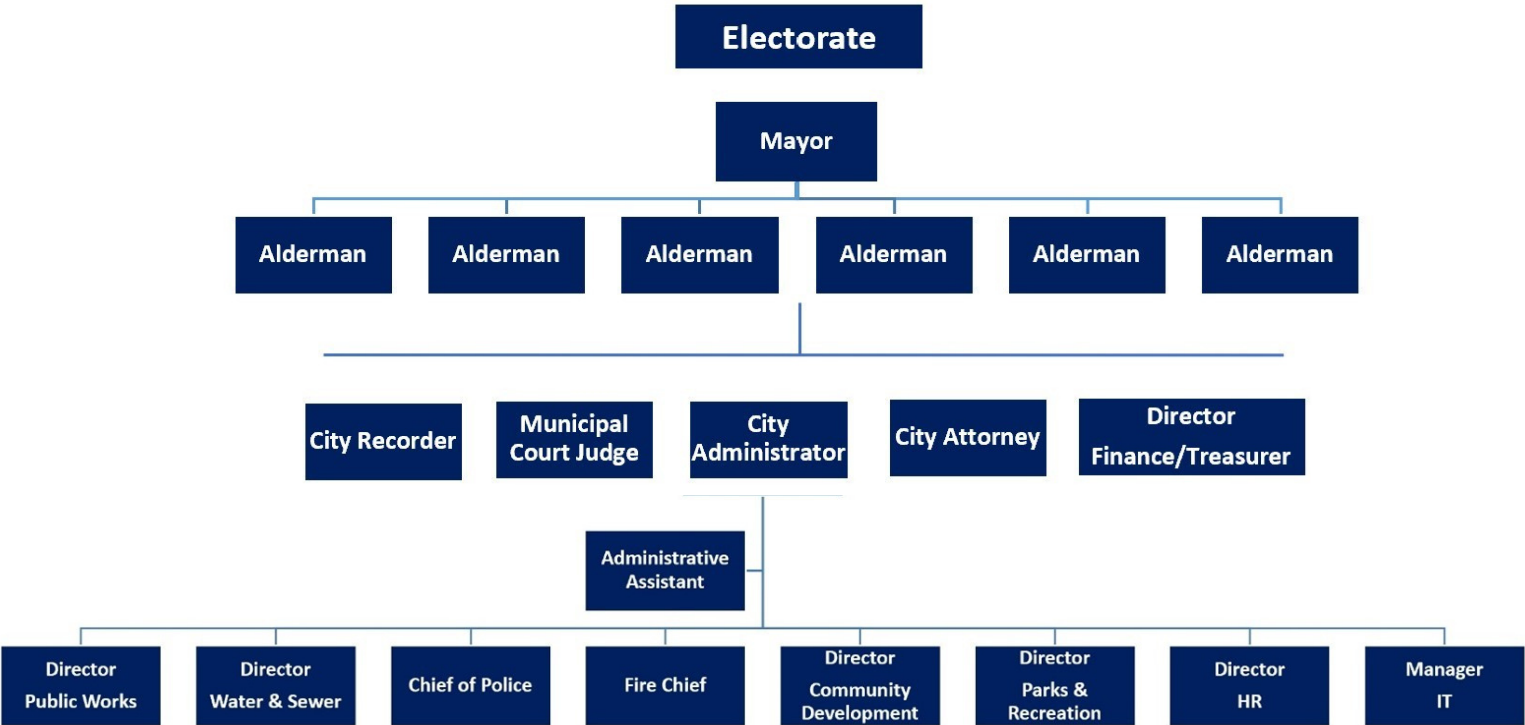 Electorate
Mayor
Alderman
Alderman
Alderman
Alderman
Alderman
Alderman
City Recorder
Municipal
Court Judge
City
Administrator
City Attorney
Director
Finance/Treasurer
Administrative
Assistant
Director
Public Works
Director
Water & Sewer
Chief of Police
Fire Chief
Director
Community
Development
Director
Parks &
Recreation
Director
HR
Manager
IT